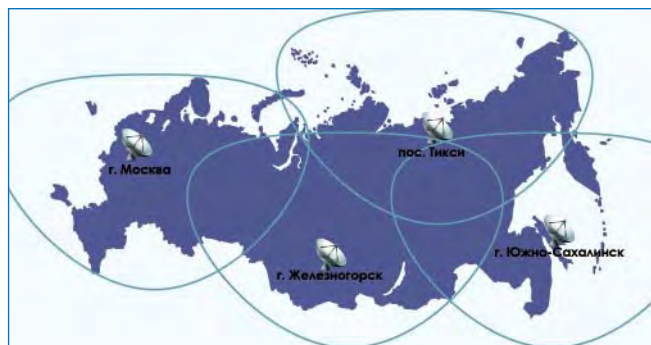 пос. Тикси
г. Москва
г. Южно-Сахалинск
г. Железногорск